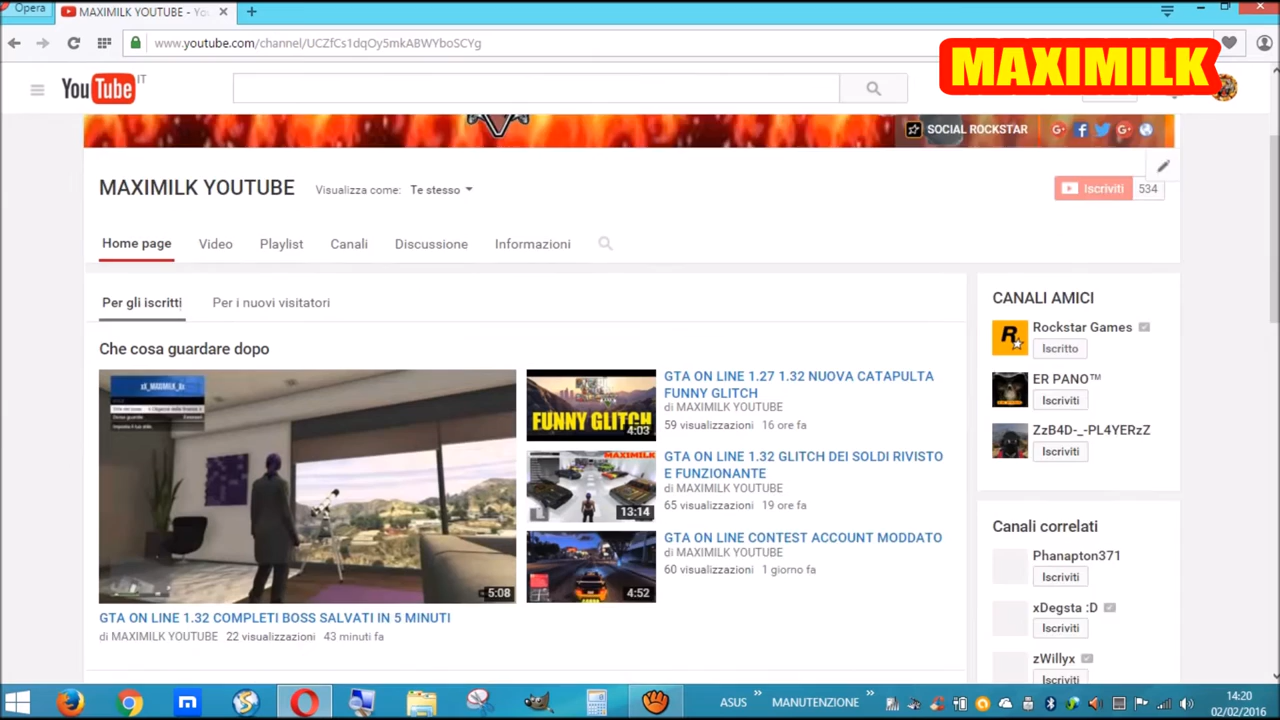 Opera
MAXIMILK YOUTUBE - Yo
www.youtube.com/channel/UCZfCs1dqOy5mkABWYboSCYg
MAXIMILK
YouTube IT
SOCIAL ROCKSTAR
MAXIMILK YOUTUBE
Visualizza come: Te stesso
Iscriviti 534
Home page Video Playlist Canali Discussione Informazioni
Per gli iscritti Per i nuovi visitatori
Che cosa guardare dopo
xX_MAXIMILK_Xx
5:08
GTA ON LINE 1.32 COMPLETI BOSS SALVATI IN 5 MINUTI
di MAXIMILK YOUTUBE 22 visualizzazioni 43 minuti fa
FUNNY GLITCH
4:03
GTA ON LINE 1.27 1.32 NUOVA CATAPULTA
FUNNY GLITCH
di MAXIMILK YOUTUBE
59 visualizzazioni 16 ore fa
MAXIMILK
13:14
GTA ON LINE 1.32 GLITCH DEI SOLDI RIVISTO
E FUNZIONANTE
di MAXIMILK YOUTUBE
65 visualizzazioni 19 ore fa
4:52
GTA ON LINE CONTEST ACCOUNT MODDATO
di MAXIMILK YOUTUBE
60 visualizzazioni 1 giorno fa
CANALI AMICI
Rockstar Games
Iscritto
ER PANO™
Iscriviti
ZzB4D-_-PL4YERzZ
Iscriviti
Canali correlati
Phanapton371
Iscriviti
xDegsta :D
Iscriviti
zWillyx
Iscriviti
ASUS
MANUTENZIONE
14:20
02/02/2016